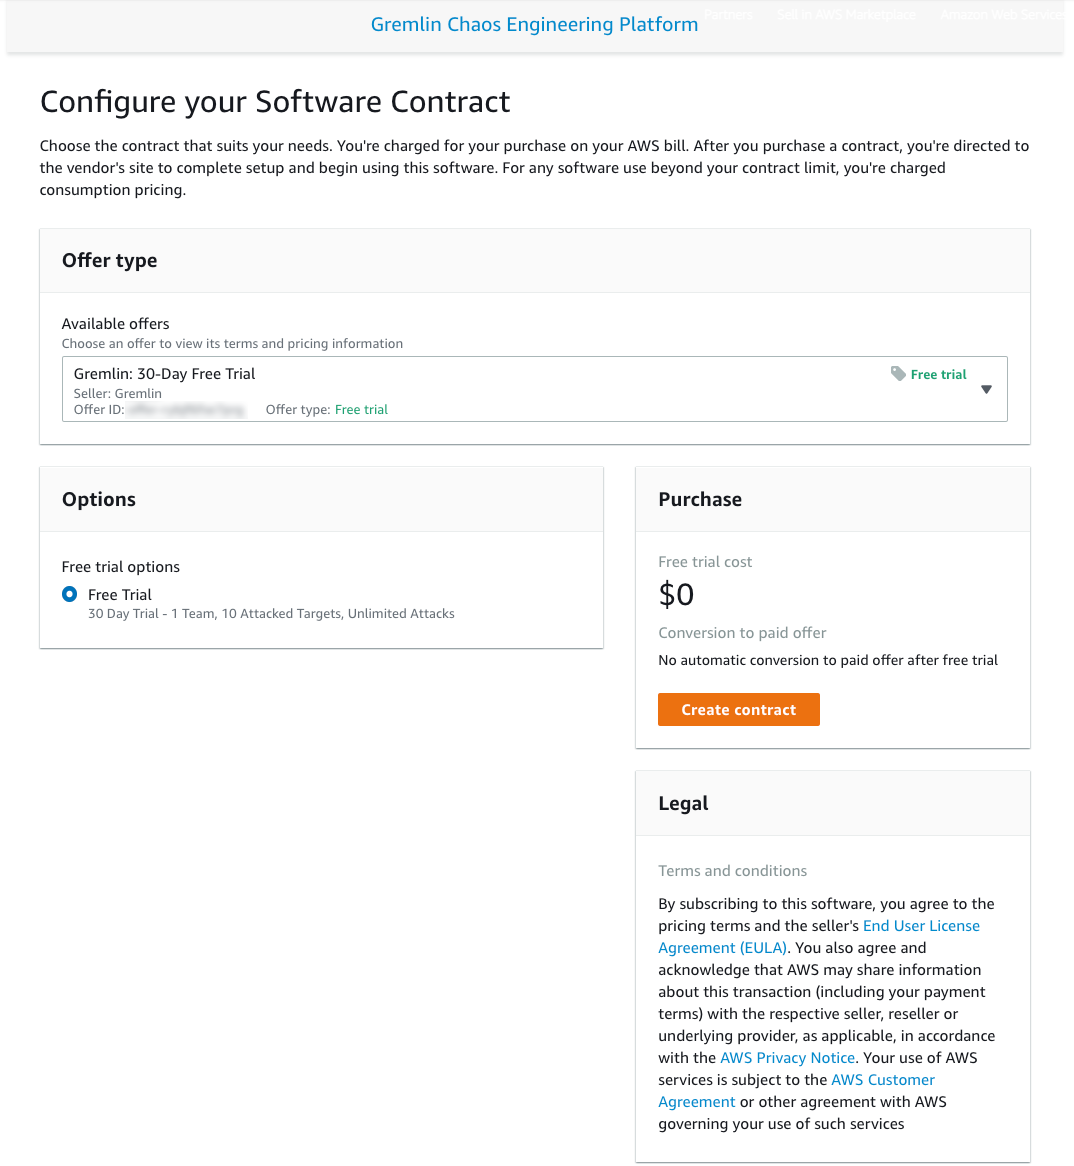 Partners Sell in AWS Marketplace Amazon Web Services
Gremlin Chaos Engineering Platform
Configure your Software Contract
Choose the contract that suits your needs. You're charged for your purchase on your AWS bill. After you purchase a contract, you're directed to
the vendor's site to complete setup and begin using this software. For any software use beyond your contract limit, you're charged
consumption pricing.
Offer type
Available offers
Choose an offer to view its terms and pricing information
Gremlin: 30-Day Free Trial
Free trial
Seller: Gremlin
Offer ID: Offer type: Free trial
Options
Free trial options
Free Trial
30 Day Trial - 1 Team, 10 Attacked Targets, Unlimited Attacks
Purchase
Free trial cost
$0
Conversion to paid offer
No automatic conversion to paid offer after free trial
Create contract
Legal
Terms and conditions
By subscribing to this software, you agree to the
pricing terms and the seller's End User License
Agreement (EULA). You also agree and
acknowledge that AWS may share information
about this transaction (including your payment
terms) with the respective seller, reseller or
underlying provider, as applicable, in accordance
with the AWS Privacy Notice. Your use of AWS
services is subject to the AWS Customer
Agreement or other agreement with AWS
governing your use of such services